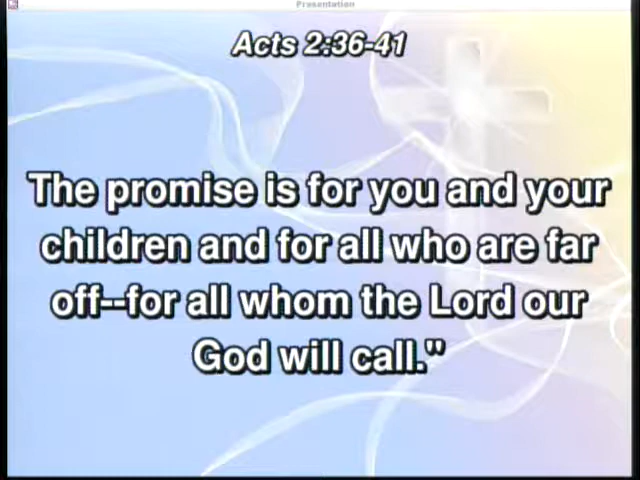 Presentation
Acts 2:36-41
The promise is for you and your
children and for all who are far
off--for all whom the Lord our
God will call."